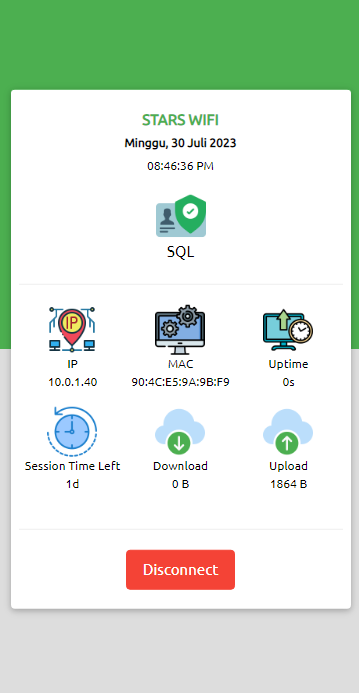 STARS WIFI
Minggu, 30 Juli 2023
08:46:36 PM
SQL
IP
IP
10.0.1.40
MAC
90:4C:E5:9A:9B:F9
Uptime
0s
Session Time Left
1d
Download
0 B
Upload
1864 B
Disconnect